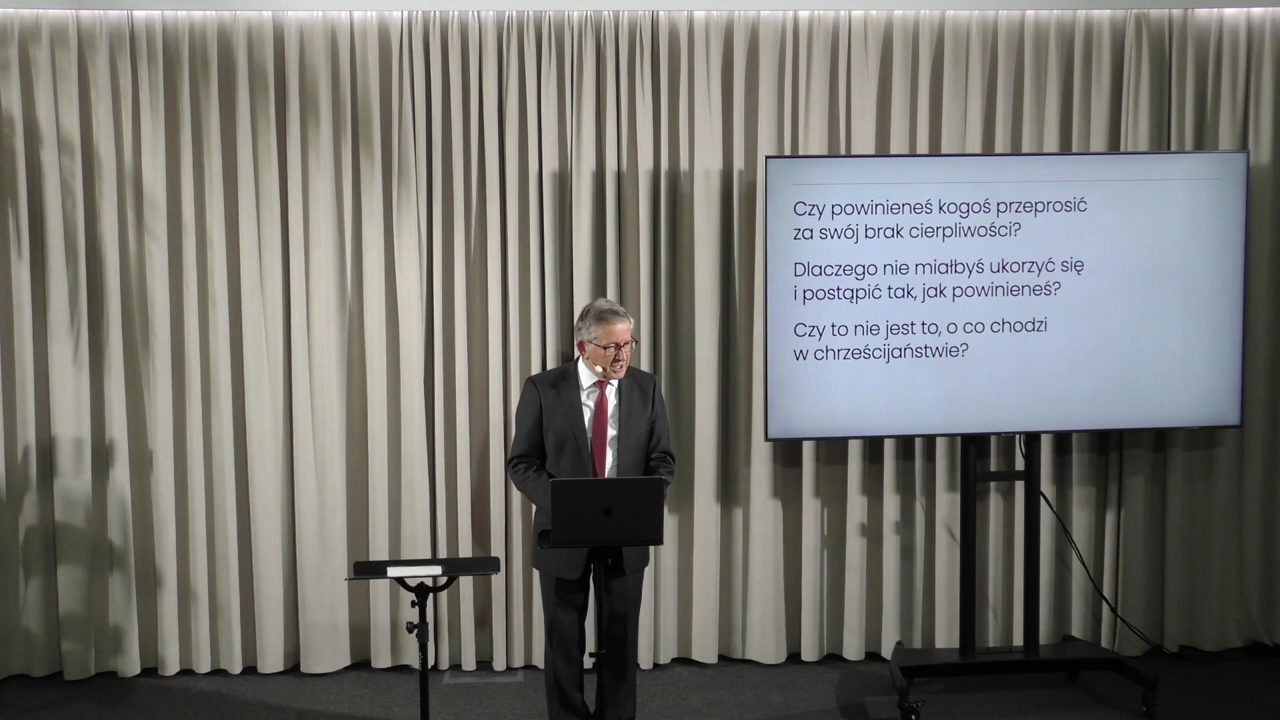 Czy powinieneś kogoś przeprosić
za swój brak cierpliwości?
Dlaczego nie miałbyś ukorzyć się
i postąpić tak, jak powinieneś?
Czy to nie jest to, o co chodzi
w chrześcijaństwie?